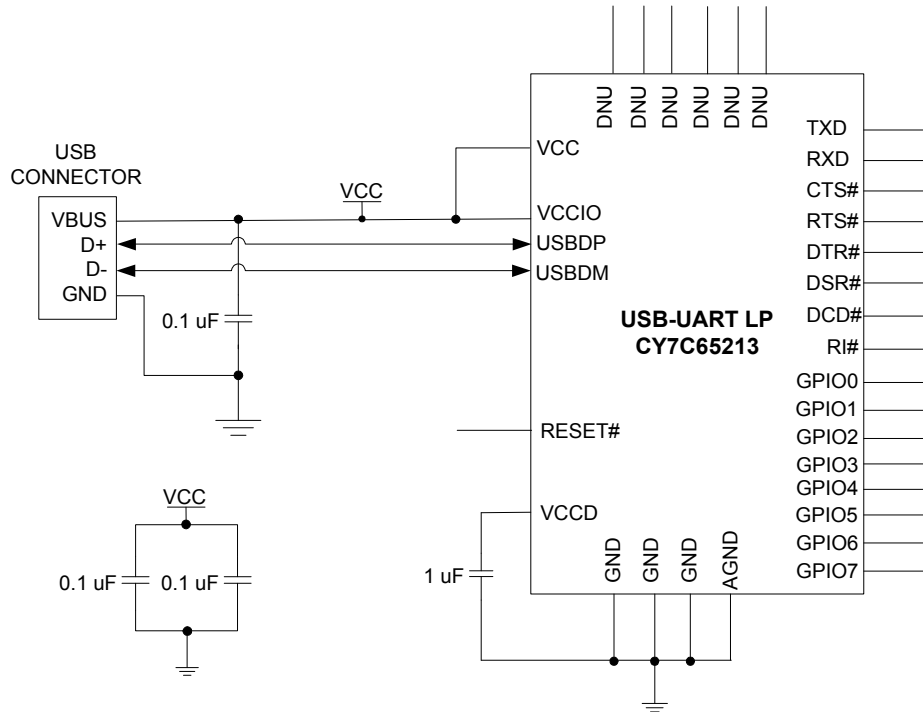 USB
CONNECTOR
VBUS
D+
D-
GND
0.1 uF
VCC
VCC
0.1 uF
0.1 uF
DNU
DNU
DNU
DNU
DNU
DNU
VCC
VCCIO
USBDP
USBDM
RESET#
VCCD
1 uF
USB-UART LP
CY7C65213
GND
GND
GND
AGND
TXD
RXD
CTS#
RTS#
DTR#
DSR#
DCD#
RI#
GPIO0
GPIO1
GPIO2
GPIO3
GPIO4
GPIO5
GPIO6
GPIO7